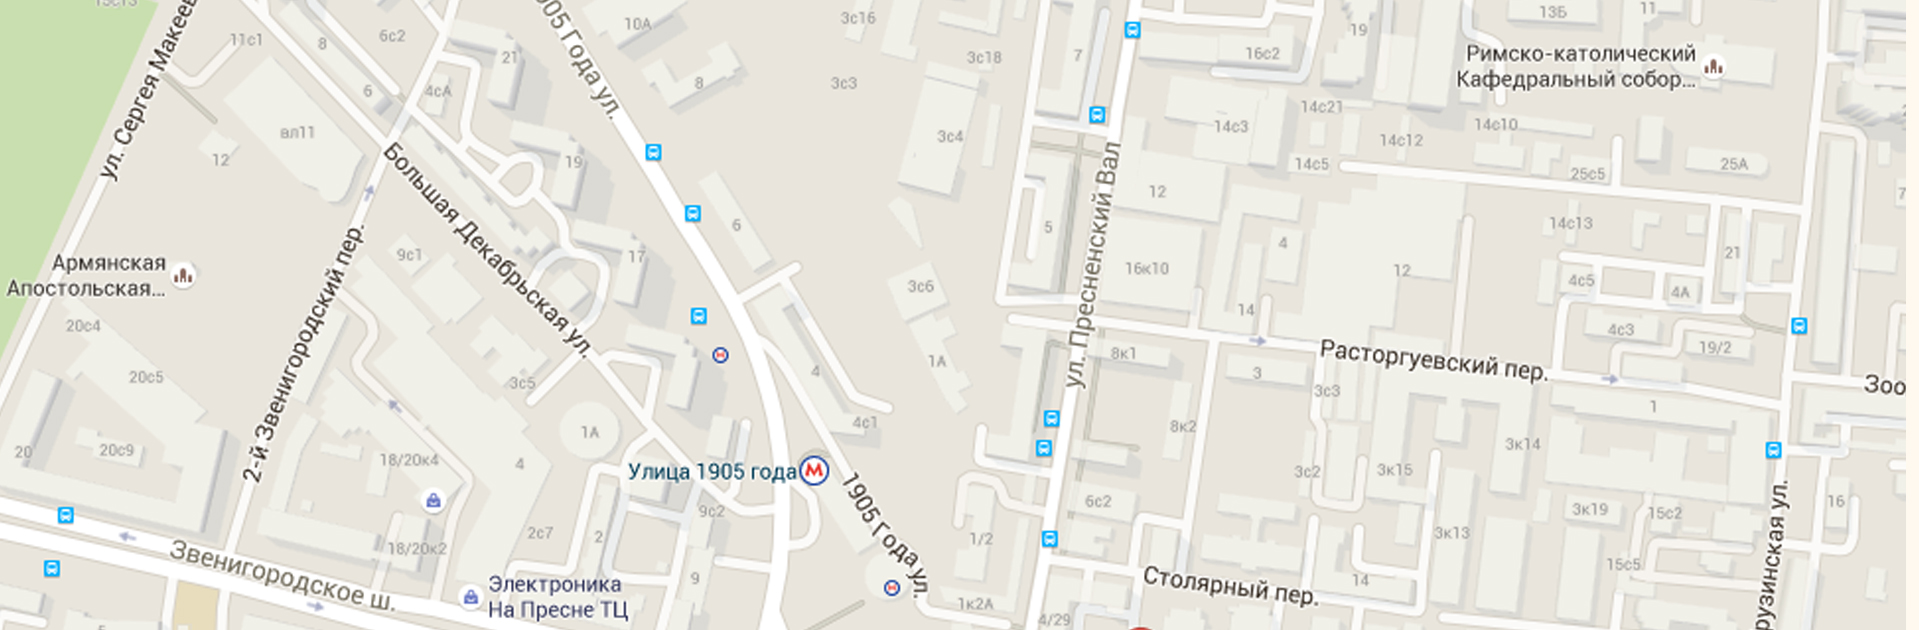 15с13
ул. Сергея Макеев
11с1
8
6с2
21
6
4сА
вл11
12
10А
3с16
905 Года ул.
3с18
8
3с3
3с4
7
16с2
19
13Б
11
Римско-католический
Кафедральный собор...
14с21
14с3
14с12
14с10
14с5
25с5
25А
19
Большая Декабрьская ул.
2-й Звенигородский пер.
Армянская
Апостольская...
9с1
17
6
5
12
ул. Пресненский Вал
16к10
4
12
14с13
21
4с5
4А
20с4
3с6
14
4с3
19/2
20с5
3с5
1А
4
1А
8к1
3
3с3
Расторгуевский пер.
1
Зоо
4с1
8к2
20
20с9
18/20к4
4
Улица 1905 года
3с2
3к15
3к14
1905 Года ул.
9с2
6с2
3к13
3к19
15с2
16
Звенигородское ш.
18/20к2
2с7
2
1/2
15с5
рузинская ул.
Электроника
На Пресне ТЦ
9
1к2А
4/29
Столярный пер.
14